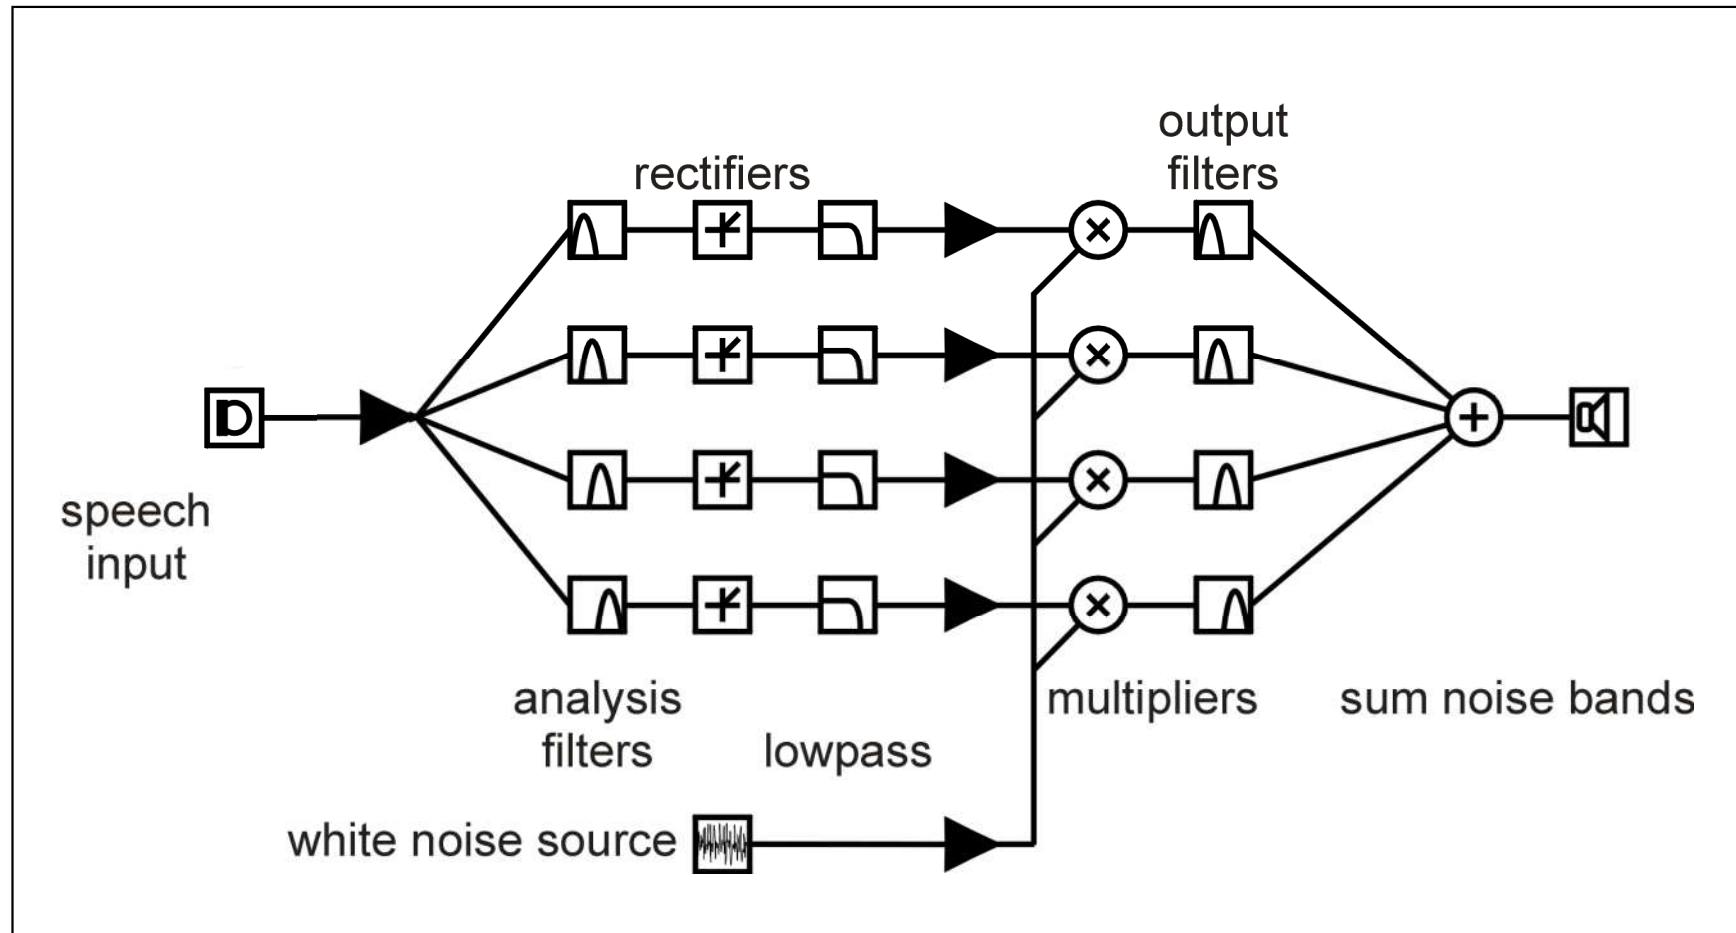 output
filters
rectifiers
speech
input
analysis
filters
lowpass
multipliers
sum noise bands
white noise source